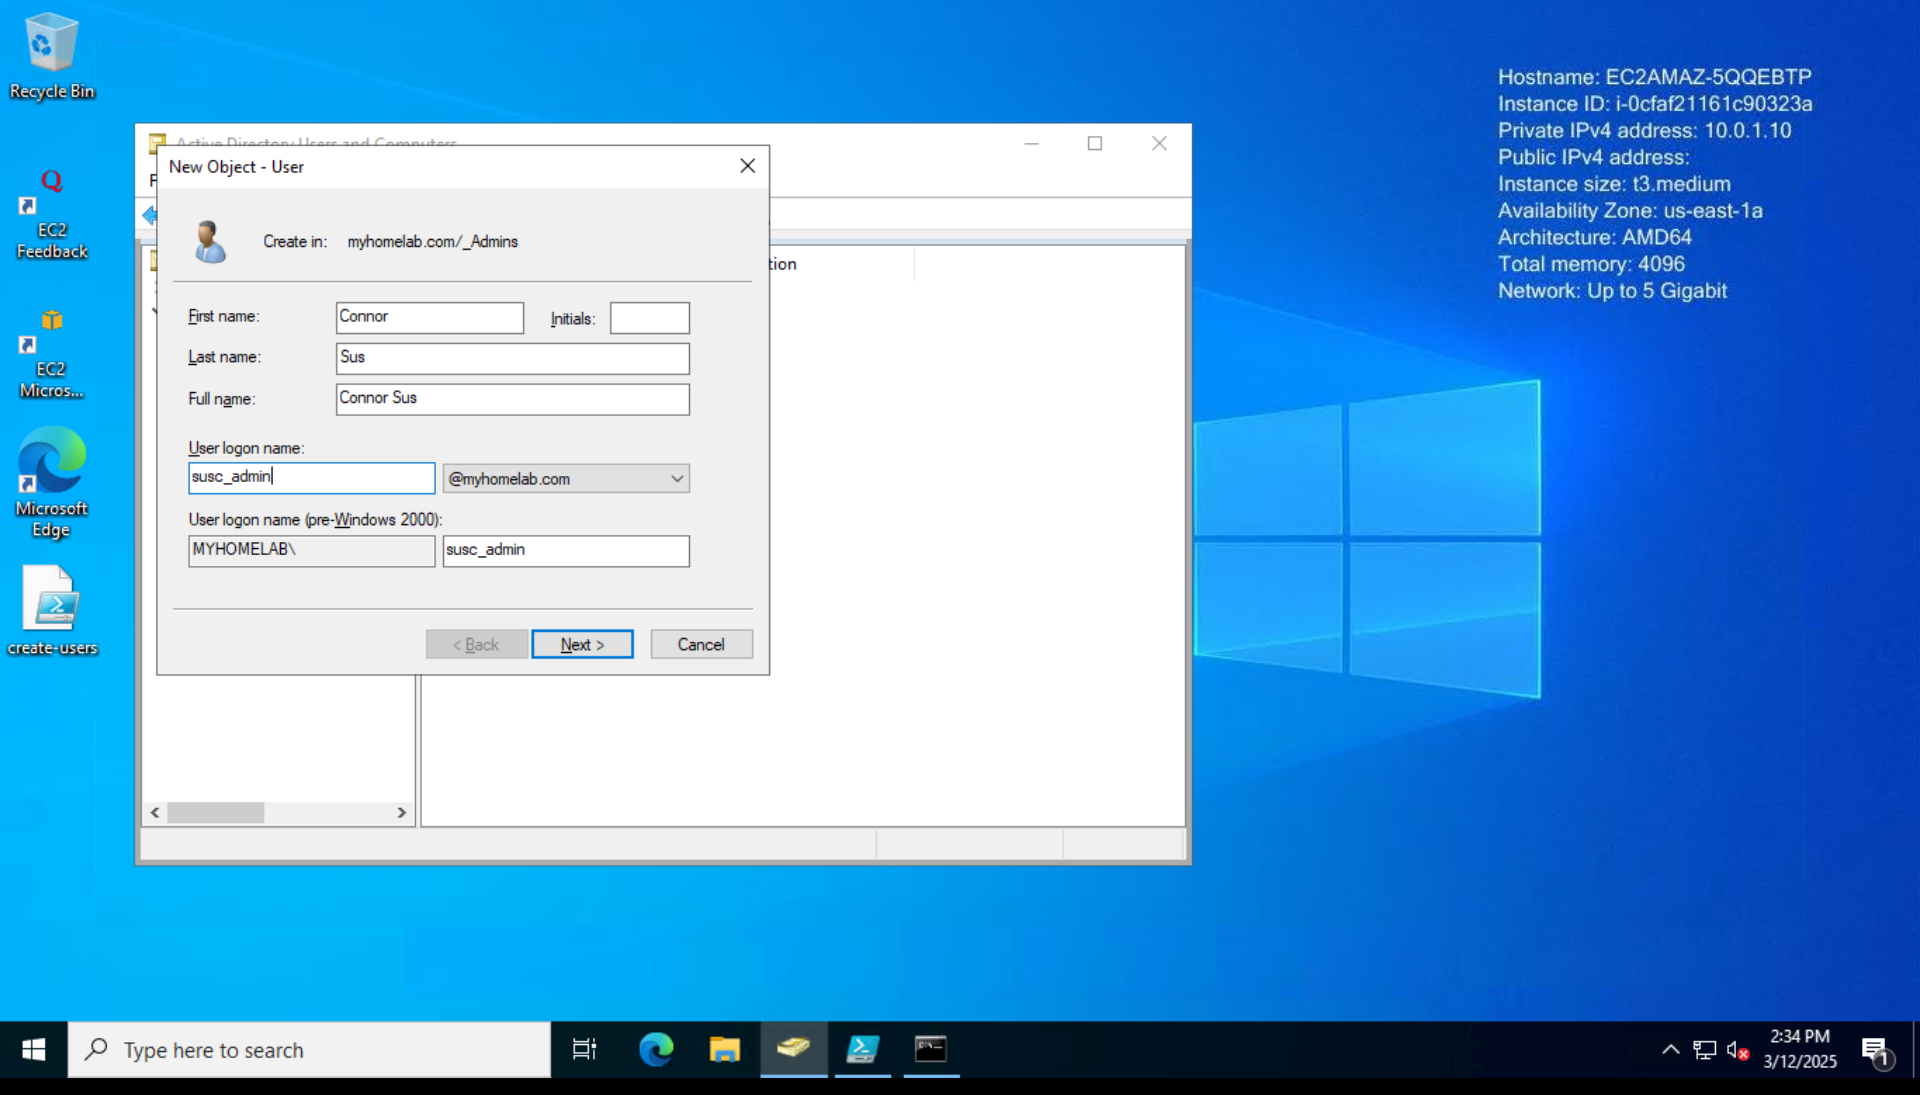 Recycle Bin
EC2
Feedback
EC2
Micros...
Microsoft
Edge
create-users
Hostname: EC2AMAZ-5QQEBTP
Instance ID: i-0cfaf21161c90323a
Private IPv4 address: 10.0.1.10
Public IPv4 address:
Instance size: t3.medium
Availability Zone: us-east-1a
Architecture: AMD64
Total memory: 4096
Network: Up to 5 Gigabit
Active Directory Users and Computers
F
tion
New Object - User
Create in: myhomelab.com/_Admins
First name: Connor Initials:
Last name: Sus
Full name: Connor Sus
User logon name:
susc_admin @myhomelab.com
User logon name (pre-Windows 2000):
MYHOMELAB\ susc_admin
< Back Next > Cancel
Type here to search
2:34 PM
3/12/2025
1